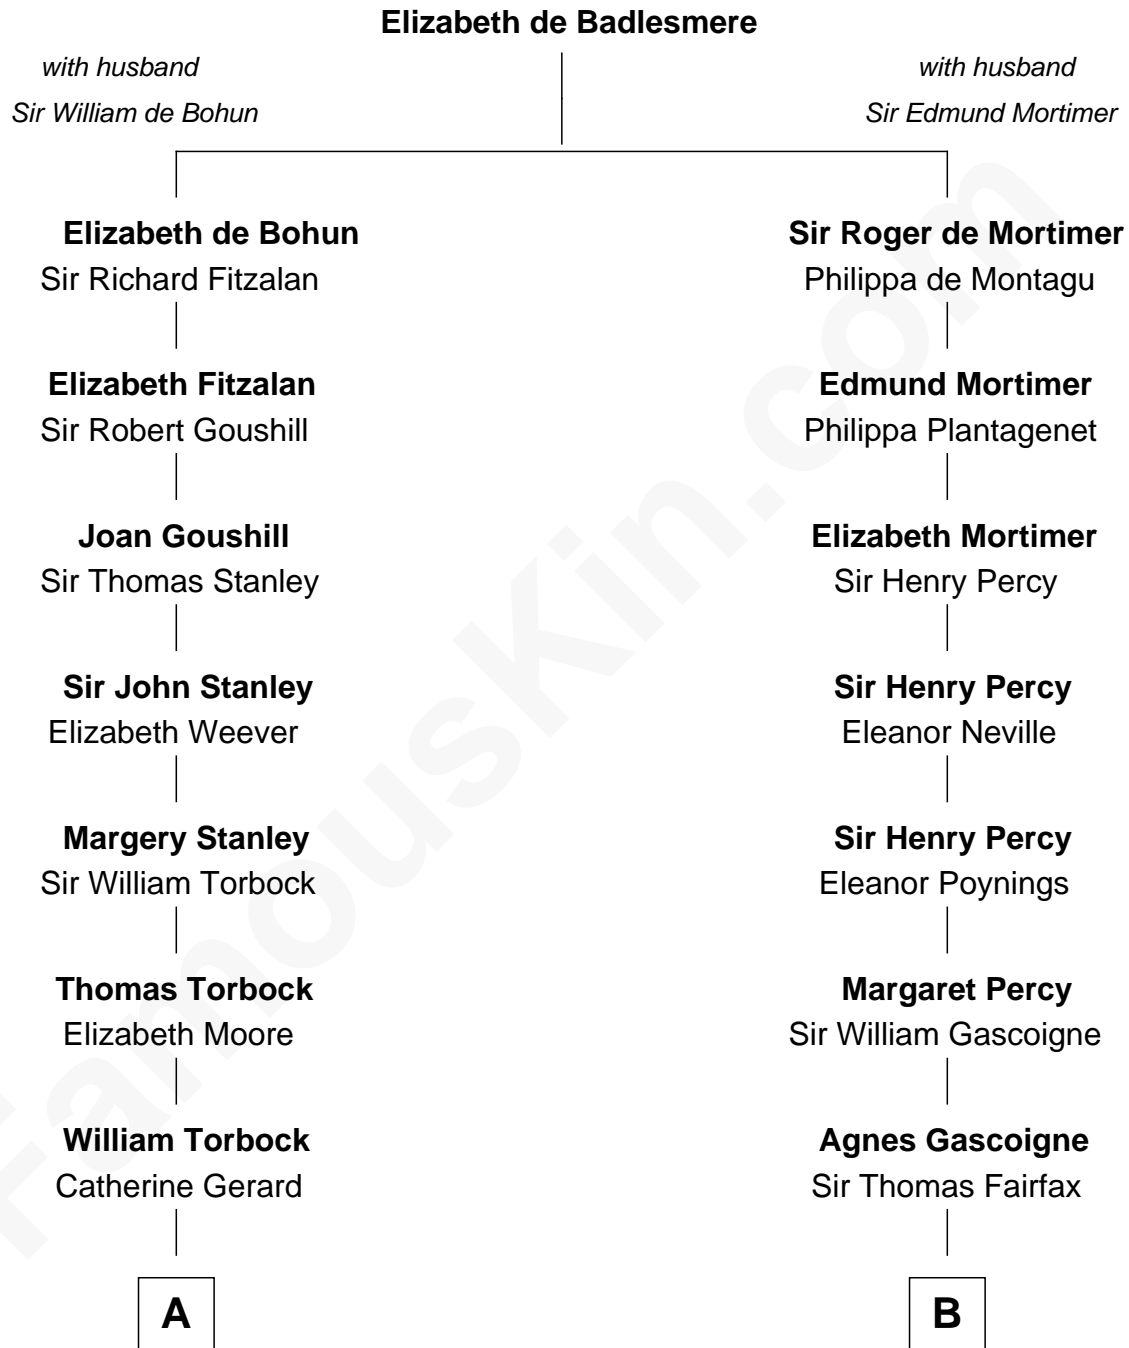 Elizabeth de Badlesmere
with husband
Sir William de Bohun
with husband
Sir Edmund Mortimer
Elizabeth de Bohun
Sir Richard Fitzalan
Sir Roger de Mortimer
Philippa de Montagu
Elizabeth Fitzalan
Sir Robert Goushill
Edmund Mortimer
Philippa Plantagenet
Joan Goushill
Sir Thomas Stanley
Elizabeth Mortimer
Sir Henry Percy
Sir John Stanley
Elizabeth Weever
Sir Henry Percy
Eleanor Neville
Margery Stanley
Sir William Torbock
Sir Henry Percy
Eleanor Poynings
Thomas Torbock
Elizabeth Moore
Margaret Percy
Sir William Gascoigne
William Torbock
Catherine Gerard
Agnes Gascoigne
Sir Thomas Fairfax
A
B
FamousKin.com